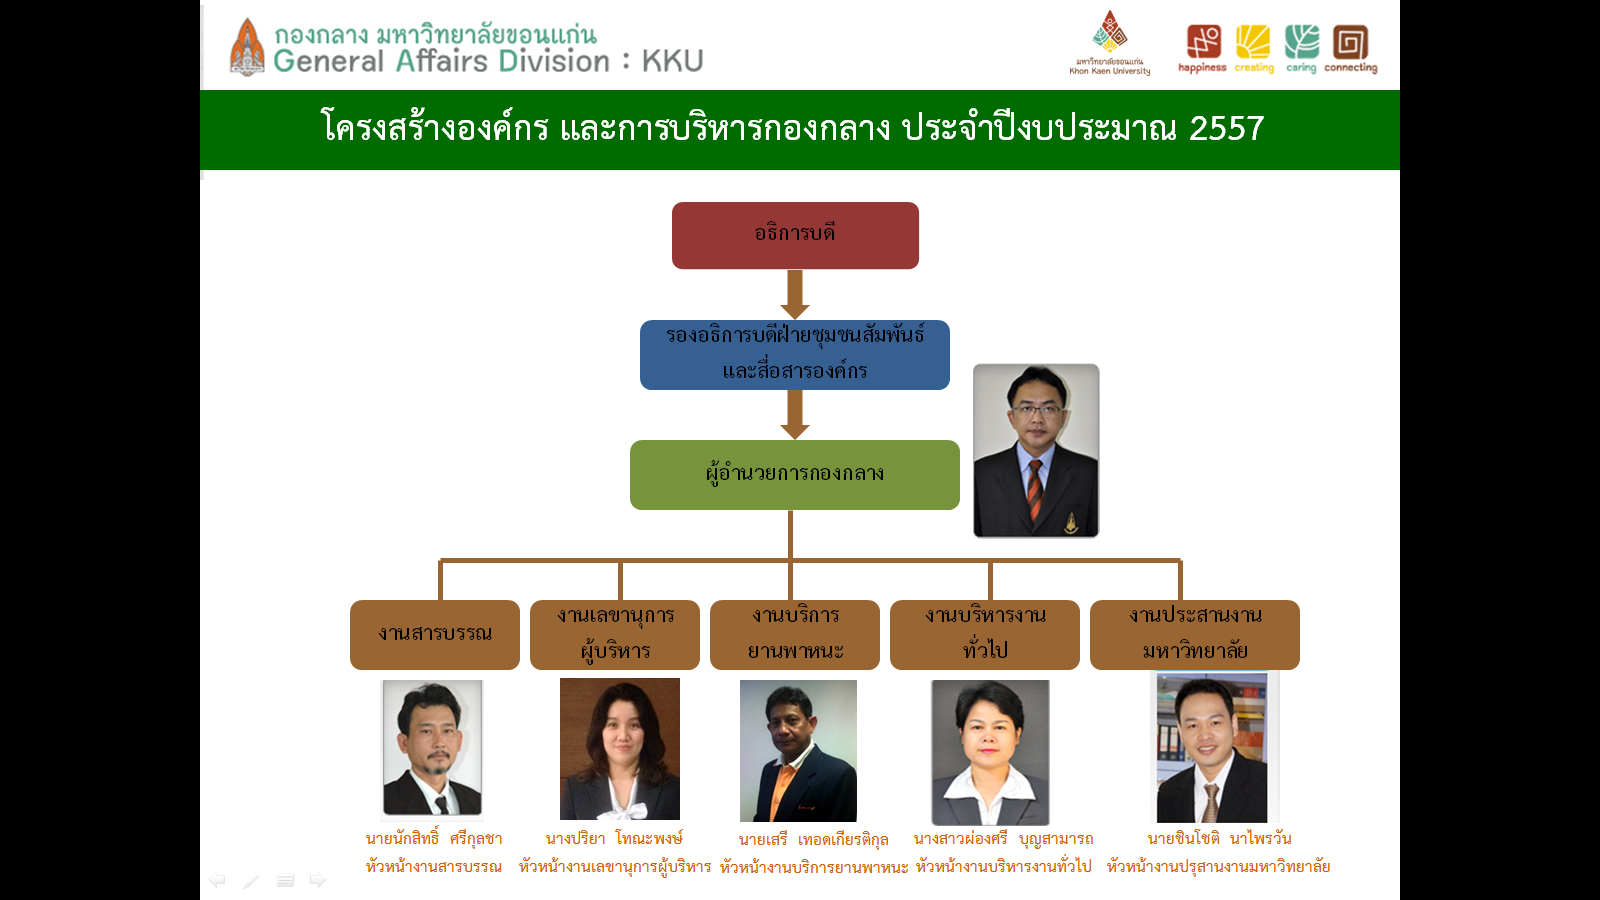 กองกลาง มหาวิทยาลัยขอนแก่น
General Affairs Division : KKU
มหาวิทยาลัยขอนแก่น
Khon Kaen University
happiness creating caring connecting
โครงสร้างองค์กร และการบริหารกองกลาง ประจำปีงบประมาณ 2557
อธิการบดี
รองอธิการบดีฝ่ายชุมชนสัมพันธ์
และสื่อสารองค์กร
ผู้อำนวยการกองกลาง
งานสารบรรณ
งานเลขานุการ
ผู้บริหาร
งานบริการ
ยานพาหนะ
งานบริหารงาน
ทั่วไป
งานประสานงาน
มหาวิทยาลัย
นายนักสิทธิ์ ศรีกุลชา
หัวหน้างานสารบรรณ
นางปริยา โทณะพงษ์
หัวหน้างานเลขานุการผู้บริหาร
นายเสรี เทอดเกียรติกุล
หัวหน้างานบริการยานพาหนะ
นางสาวผ่องศรี บุญสามารถ
หัวหน้างานบริหารงานทั่วไป
นายชินโชติ นาไพรวัน
หัวหน้างานปรุสานงานมหาวิทยาลัย